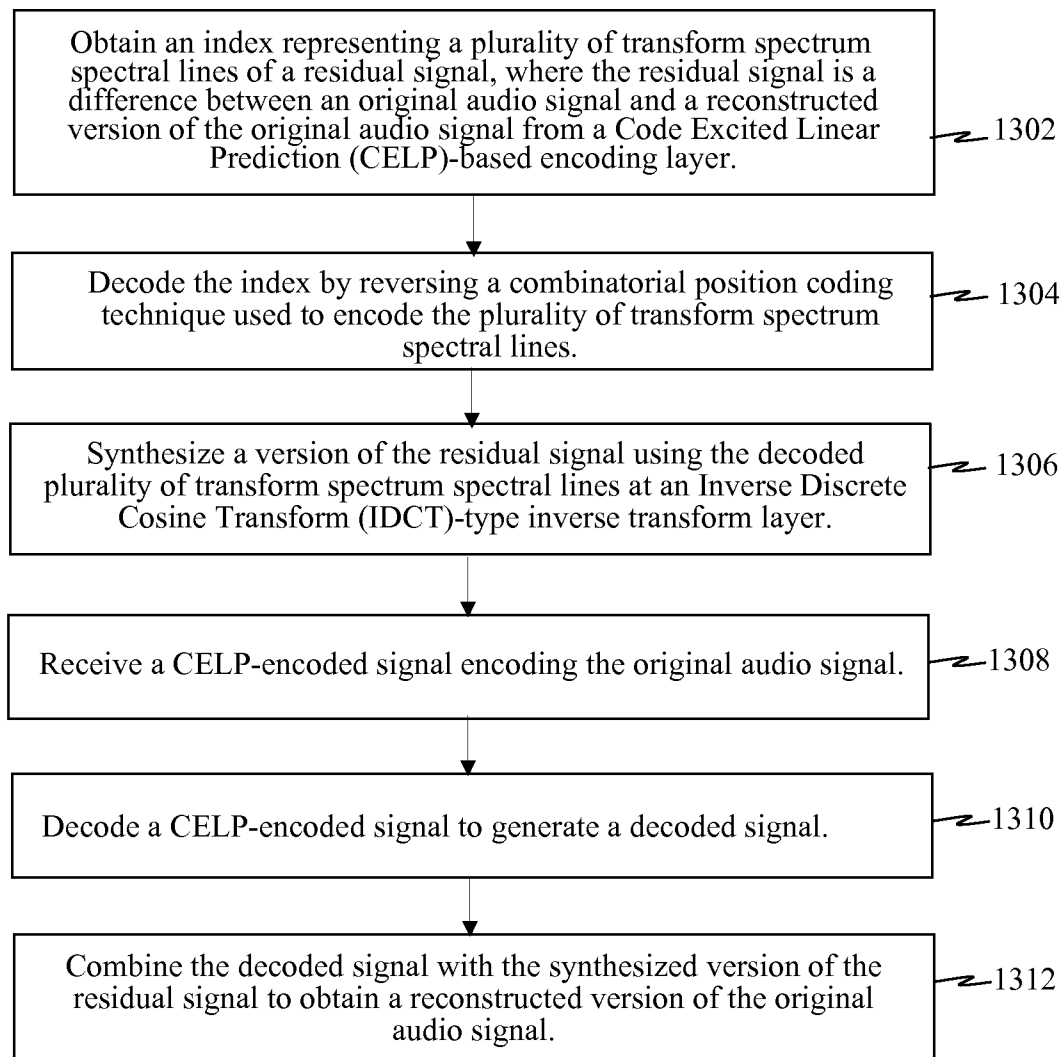 Obtain an index representing a plurality of transform spectrum
spectral lines of a residual signal, where the residual signal is a
difference between an original audio signal and a reconstructed
version of the original audio signal from a Code Excited Linear
Prediction (CELP)-based encoding layer.
1302
Decode the index by reversing a combinatorial position coding
technique used to encode the plurality of transform spectrum
spectral lines.
1304
Synthesize a version of the residual signal using the decoded
plurality of transform spectrum spectral lines at an Inverse Discrete
Cosine Transform (IDCT)-type inverse transform layer.
1306
Receive a CELP-encoded signal encoding the original audio signal.
1308
Decode a CELP-encoded signal to generate a decoded signal.
1310
Combine the decoded signal with the synthesized version of the
residual signal to obtain a reconstructed version of the original
audio signal.
1312